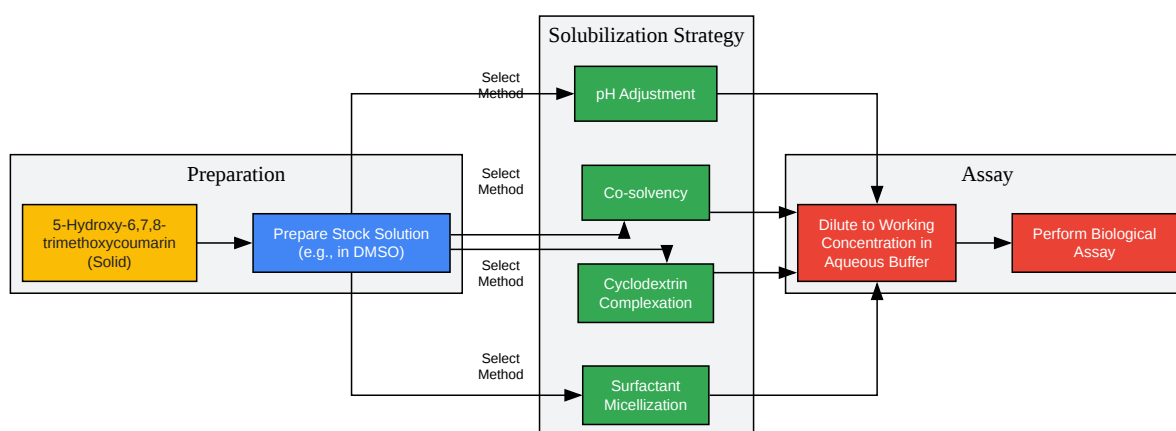 Solubilization Strategy
Select
Method
pH Adjustment
Preparation
Select
Method
Co-solvency
Assay
5-Hydroxy-6,7,8-
trimethoxycoumarin
(Solid)
Prepare Stock Solution
(e.g., in DMSO)
Dilute to Working
Concentration in
Aqueous Buffer
Perform Biological
Assay
Select
Method
Cyclodextrin
Complexation
Select
Method
Surfactant
Micellization